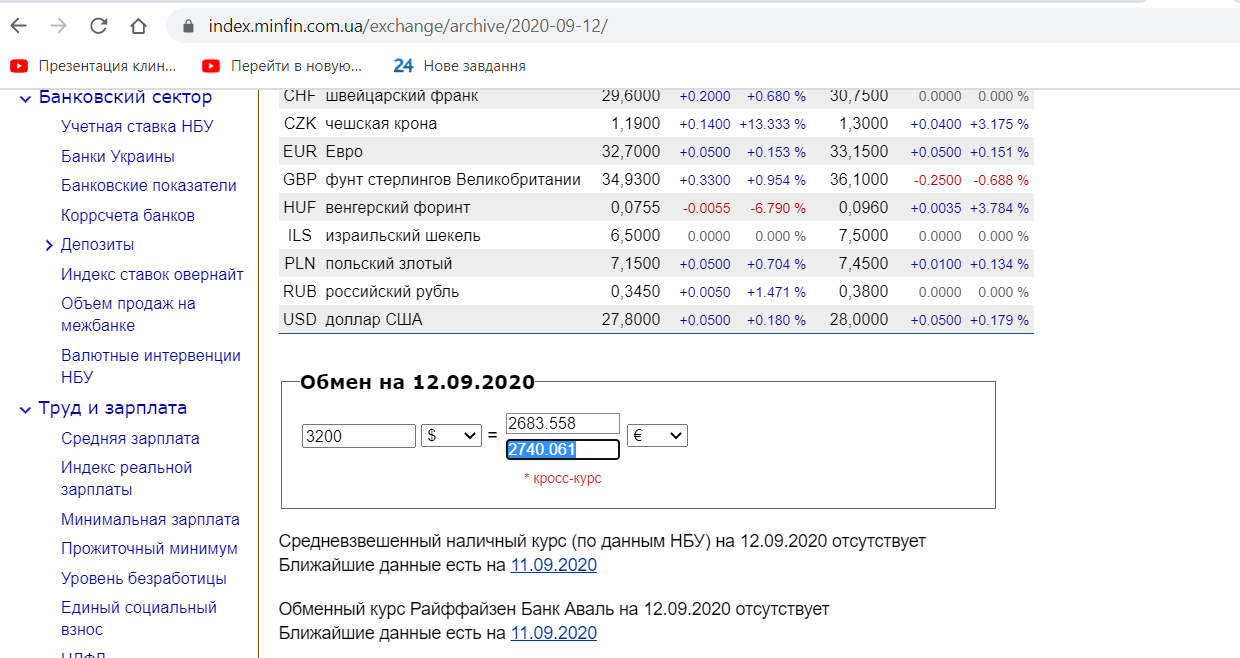 index.minfin.com.ua/exchange/archive/2020-09-12/
Презентация клин... Перейти в новую... 24 Нове завдання
Банковский сектор
Учетная ставка НБУ
Банки Украины
Банковские показатели
Коррсчета банков
Депозиты
Индекс ставок овернайт
Объем продаж на
межбанке
Валютные интервенции
НБУ
Труд и зарплата
Средняя зарплата
Индекс реальной
зарплаты
Минимальная зарплата
Прожиточный минимум
Уровень безработицы
Единый социальный
взнос
НДФЛ
CHF швейцарский франк 29,6000 +0.2000 +0.680 % 30,7500 0.0000 0.000 %
CZK чешская крона 1,1900 +0.1400 +13.333 % 1,3000 +0.0400 +3.175 %
EUR Евро 32,7000 +0.0500 +0.153 % 33,1500 +0.0500 +0.151 %
GBP фунт стерлингов Великобритании 34,9300 +0.3300 +0.954 % 36,1000 -0.2500 -0.688 %
HUF венгерский форинт 0,0755 -0.0055 -6.790 % 0,0960 +0.0035 +3.784 %
ILS израильский шекель 6,5000 0.0000 0.000 % 7,5000 0.0000 0.000 %
PLN польский злотый 7,1500 +0.0500 +0.704 % 7,4500 +0.0100 +0.134 %
RUB российский рубль 0,3450 +0.0050 +1.471 % 0,3800 0.0000 0.000 %
USD доллар США 27,8000 +0.0500 +0.180 % 28,0000 +0.0500 +0.179 %
Обмен на 12.09.2020
2683.558
3200 $ = €
2740.061
* кросс-курс
Средневзвешенный наличный курс (по данным НБУ) на 12.09.2020 отсутствует
Ближайшие данные есть на 11.09.2020
Обменный курс Райффайзен Банк Аваль на 12.09.2020 отсутствует
Ближайшие данные есть на 11.09.2020